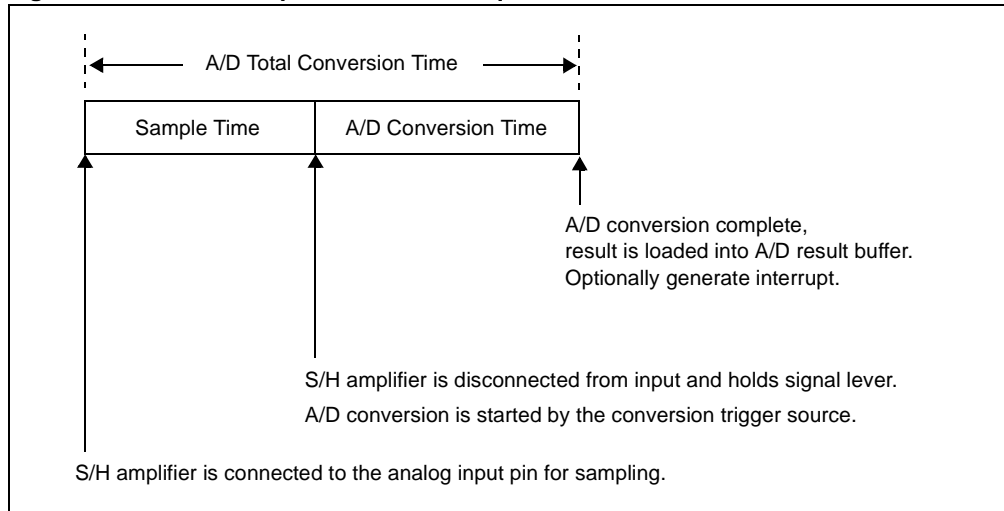 A/D Total Conversion Time
Sample Time
A/D Conversion Time
A/D conversion complete,
result is loaded into A/D result buffer.
Optionally generate interrupt.
S/H amplifier is disconnected from input and holds signal lever.
A/D conversion is started by the conversion trigger source.
S/H amplifier is connected to the analog input pin for sampling.